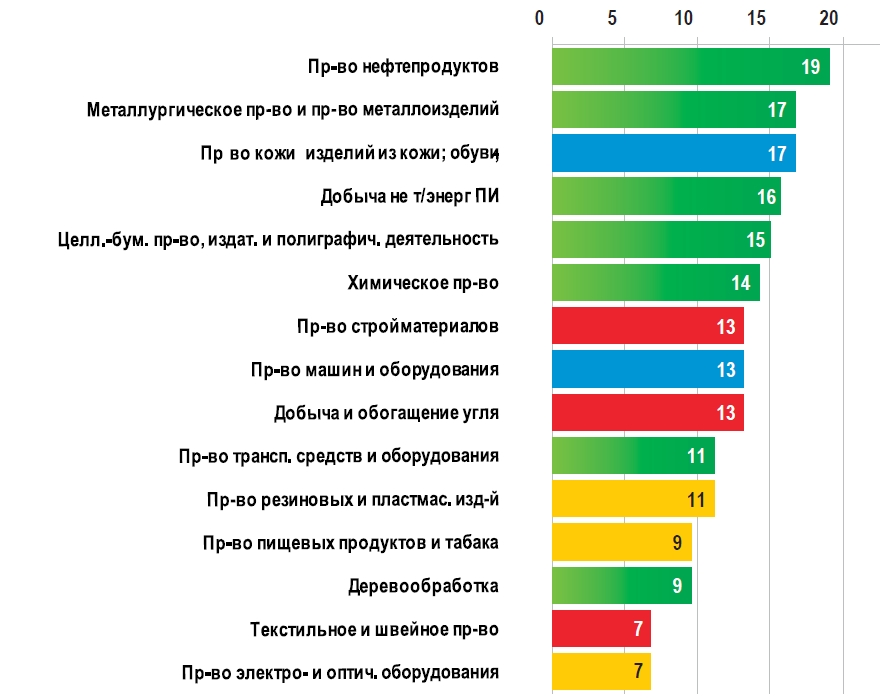 0 5 10 15 20
Пр-во нефтепродуктов 19
Металлургическое пр-во и пр-во металлоизделий 17
Пр во кожи изделий из кожи; обуви, 17
Добыча не т/энерг ПИ 16
Целл.-бум. пр-во, издат. и полиграфич. деятельность 15
Химическое пр-во 14
Пр-во стройматериалов 13
Пр-во машин и оборудования 13
Добыча и обогащение угля 13
Пр-во трансп. средств и оборудования 11
Пр-во резиновых и пластмас. изд-й 11
Пр-во пищевых продуктов и табака 9
Деревообработка 9
Текстильное и швейное пр-во 7
Пр-во электро- и оптич. оборудования 7